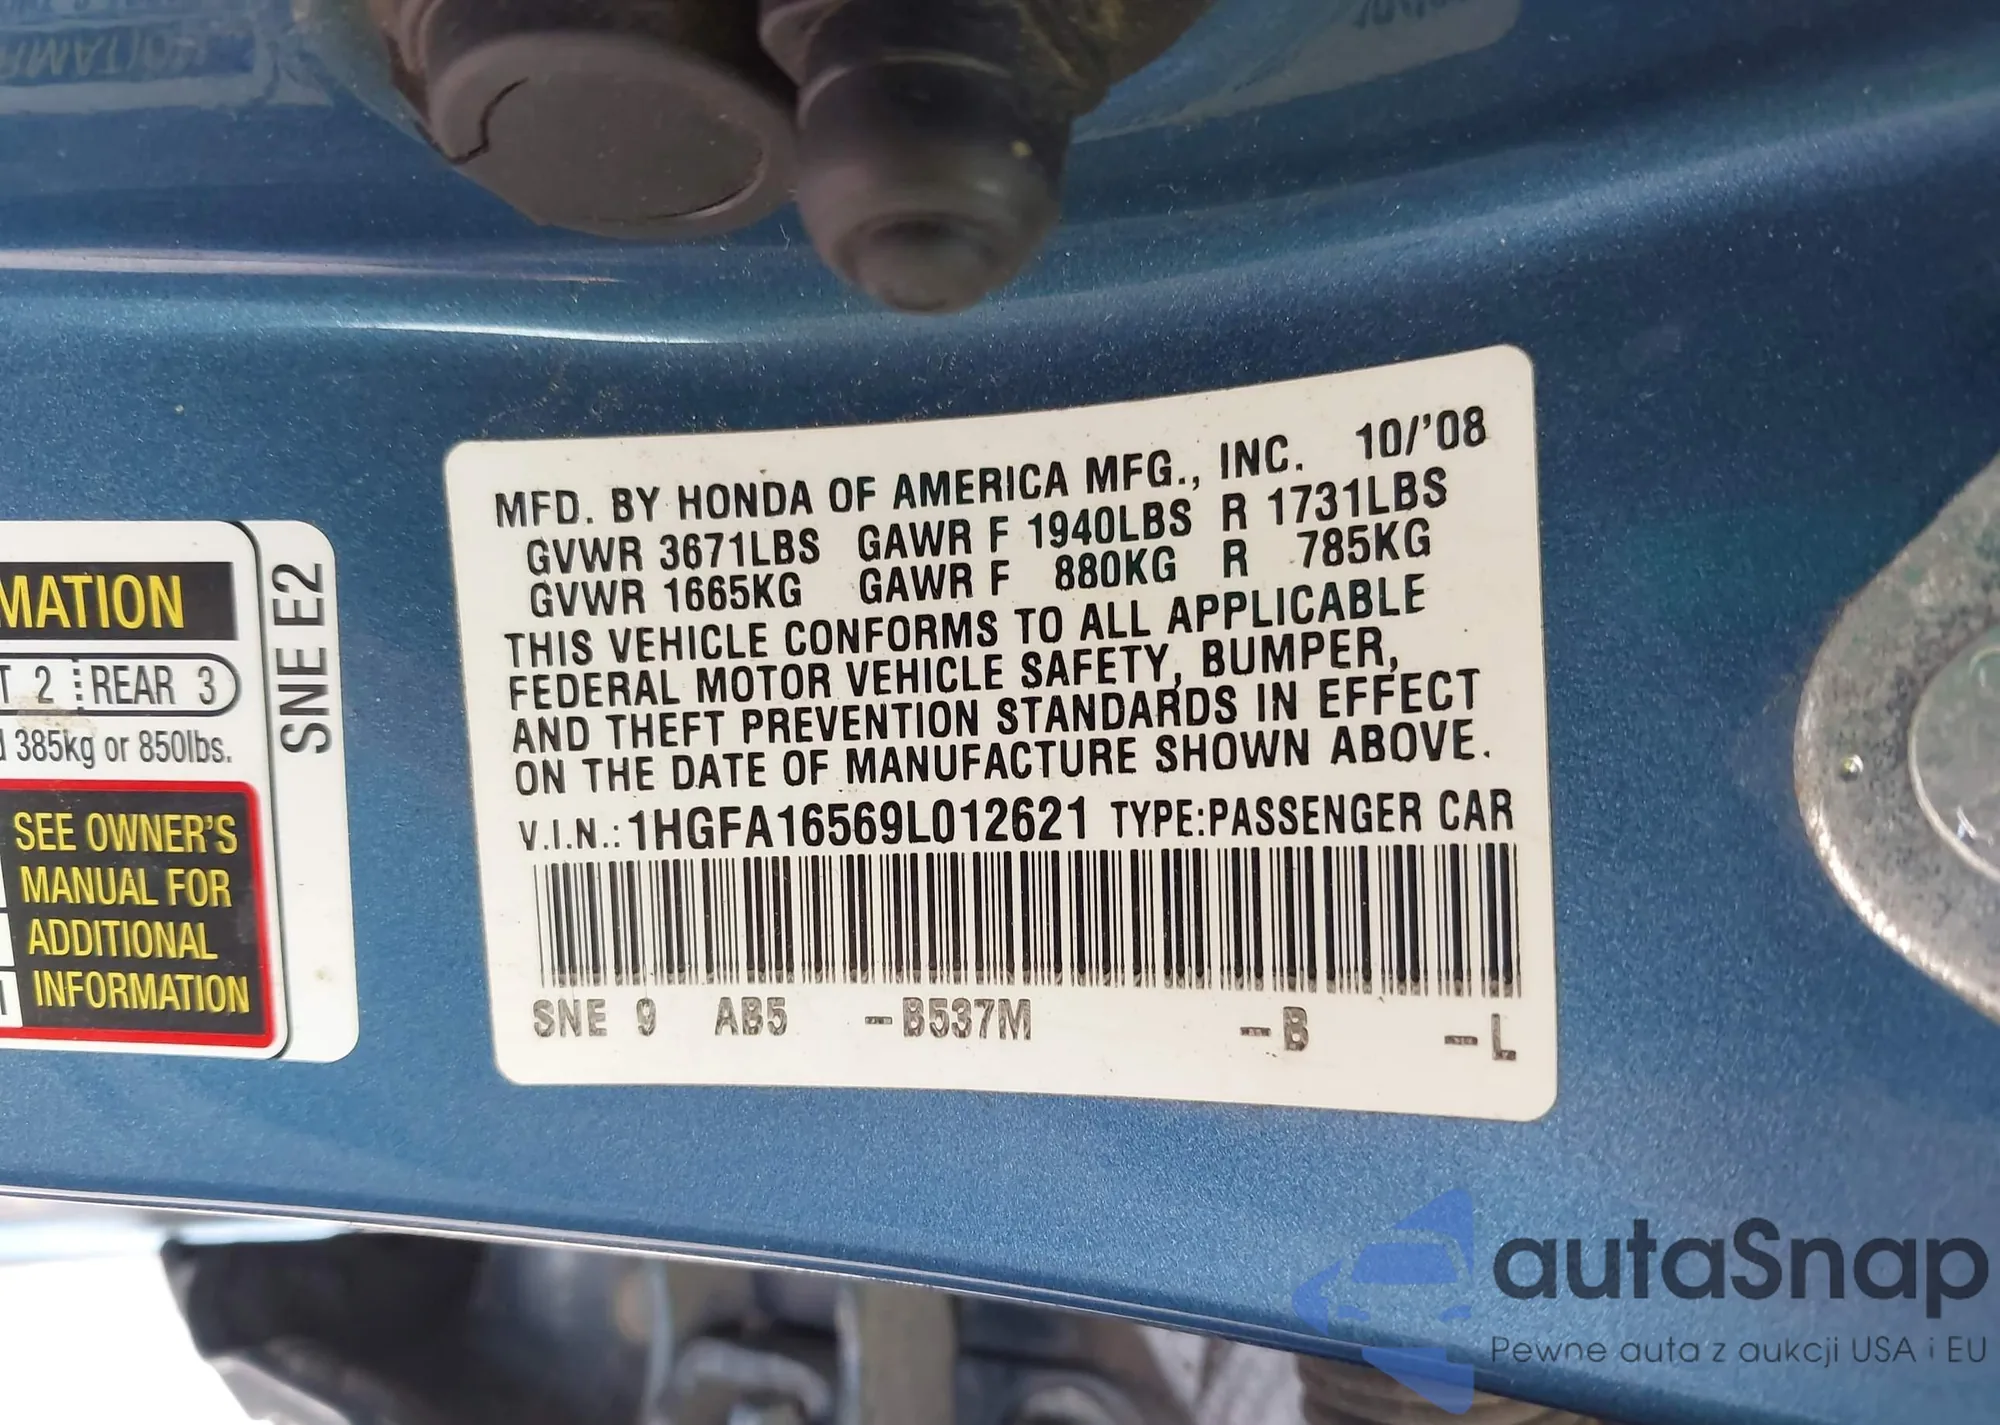 MATION
T 2 REAR 3
385kg or 850lbs.
SEE OWNER'S
MANUAL FOR
ADDITIONAL
INFORMATION
SNE E2
MFD. BY HONDA OF AMERICA MFG., INC. 10/'08
GVWR 3671LBS GAWR F 1940LBS R 1731LBS
GVWR 1665KG GAWR F 880KG R 785KG
THIS VEHICLE CONFORMS TO ALL APPLICABLE
FEDERAL MOTOR VEHICLE SAFETY, BUMPER,
AND THEFT PREVENTION STANDARDS IN EFFECT
ON THE DATE OF MANUFACTURE SHOWN ABOVE.
V.I.N.: 1HGFA16569L012621 TYPE:PASSENGER CAR
SNE 9 AB5 -B537M -B -L
autaSnap
Pewne auta z aukcji USA i EU